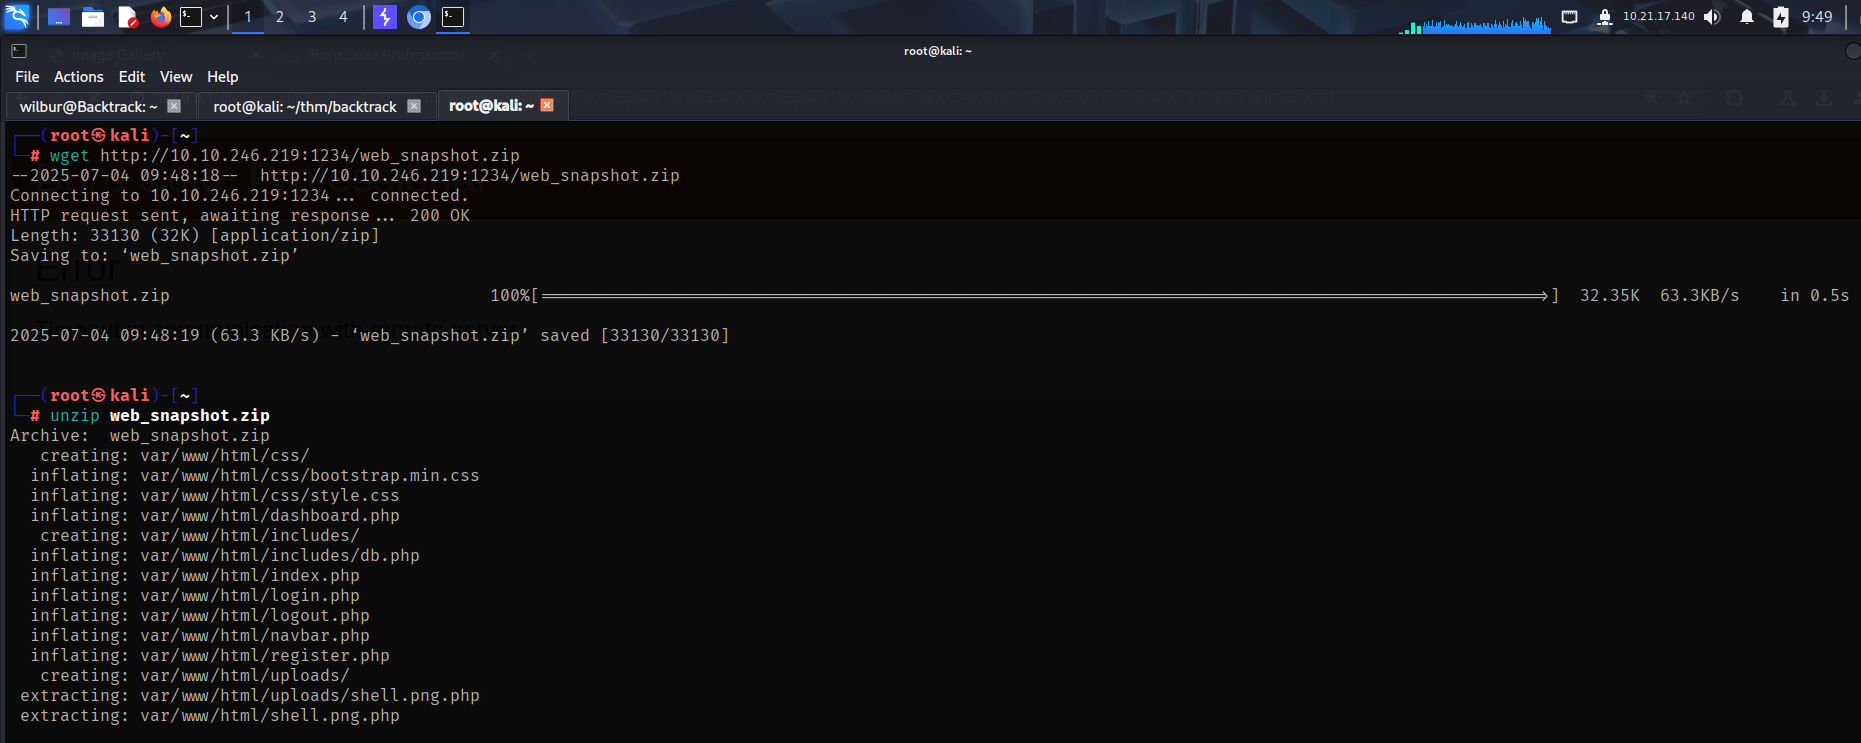 1 2 3 4 10.21.17.140 9:49
Image Gallery Burp Suite Professional
root@kali: ~
File Actions Edit View Help
wilbur@Backtrack: ~ root@kali: ~/thm/backtrack root@kali: ~
┌──(root㉿kali)-[~]
└─# wget http://10.10.246.219:1234/web_snapshot.zip
--2025-07-04 09:48:18--  http://10.10.246.219:1234/web_snapshot.zip
Connecting to 10.10.246.219:1234... connected.
HTTP request sent, awaiting response... 200 OK
Length: 33130 (32K) [application/zip]
Saving to: ‘web_snapshot.zip’
Error
web_snapshot.zip 100%[===================>] 32.35K 63.3KB/s in 0.5s
2025-07-04 09:48:19 (63.3 KB/s) - ‘web_snapshot.zip’ saved [33130/33130]
┌──(root㉿kali)-[~]
└─# unzip web_snapshot.zip
Archive:  web_snapshot.zip
creating: var/www/html/css/
inflating: var/www/html/css/bootstrap.min.css
inflating: var/www/html/css/style.css
inflating: var/www/html/dashboard.php
creating: var/www/html/includes/
inflating: var/www/html/includes/db.php
inflating: var/www/html/index.php
inflating: var/www/html/login.php
inflating: var/www/html/logout.php
inflating: var/www/html/navbar.php
inflating: var/www/html/register.php
creating: var/www/html/uploads/
extracting: var/www/html/uploads/shell.png.php
extracting: var/www/html/shell.png.php